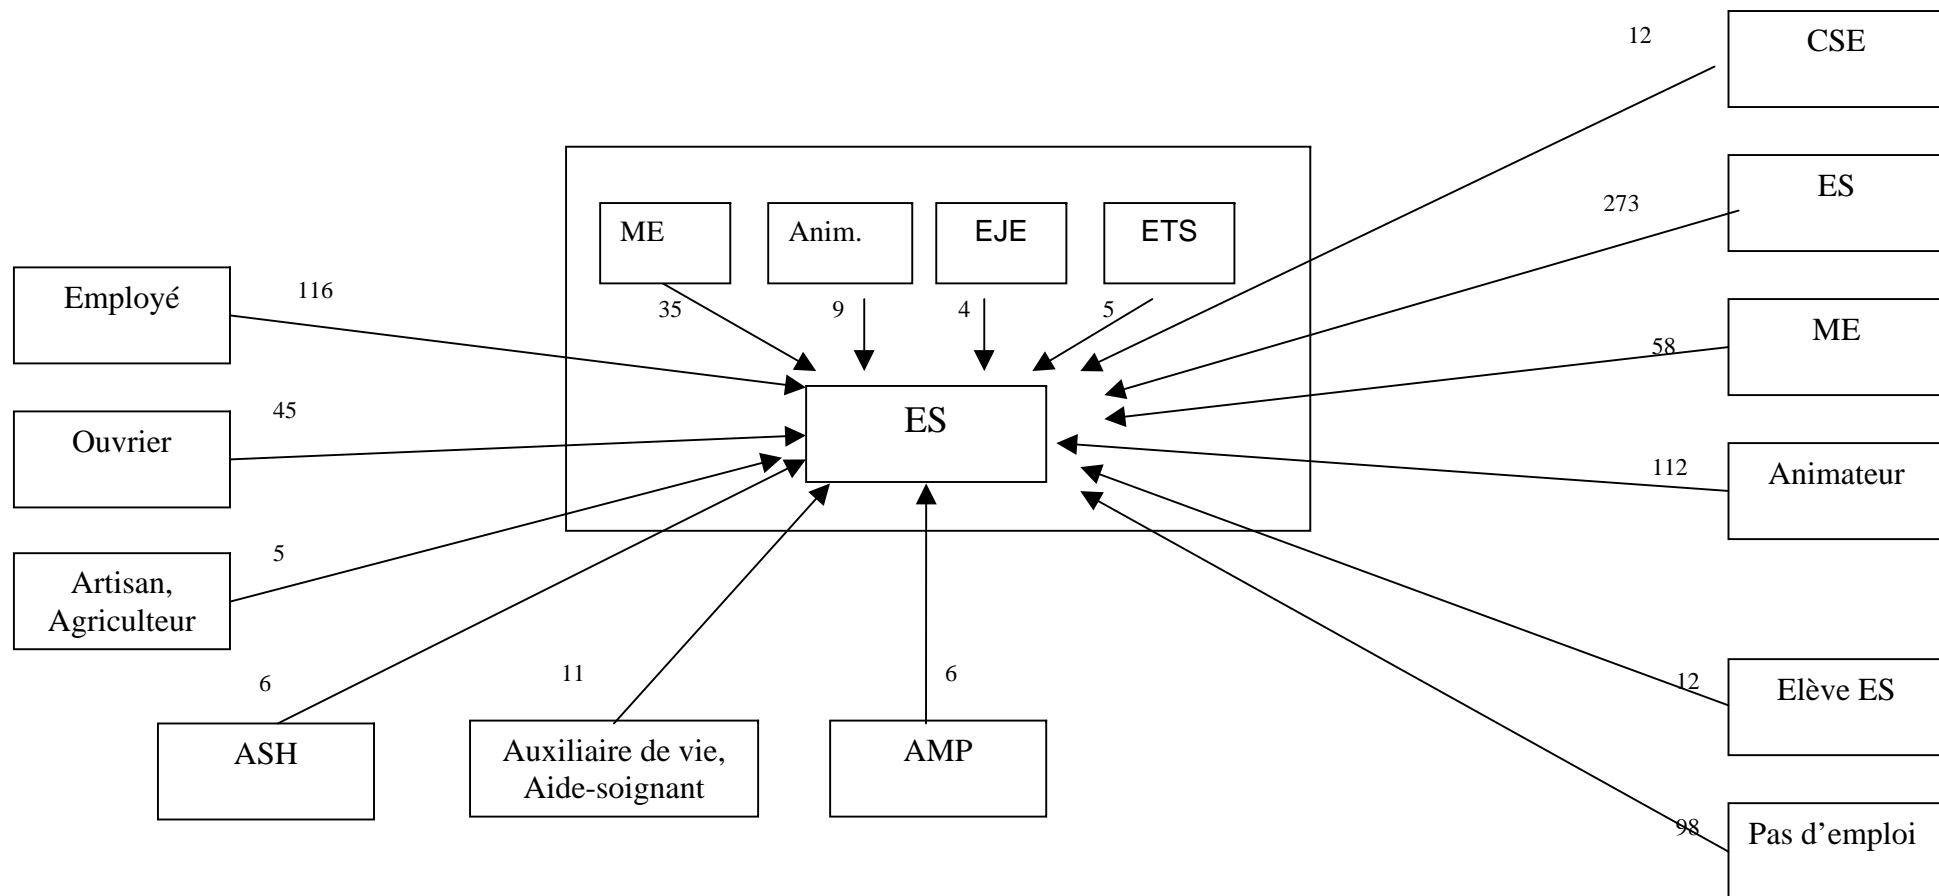 12
CSE
273
ES
ME
Anim.
EJE
ETS
Employé
116
35
9
4
5
58
ME
45
Ouvrier
ES
112
Animateur
5
Artisan,
Agriculteur
6
11
6
12
Elève ES
ASH
Auxiliaire de vie,
Aide-soignant
AMP
98
Pas d’emploi